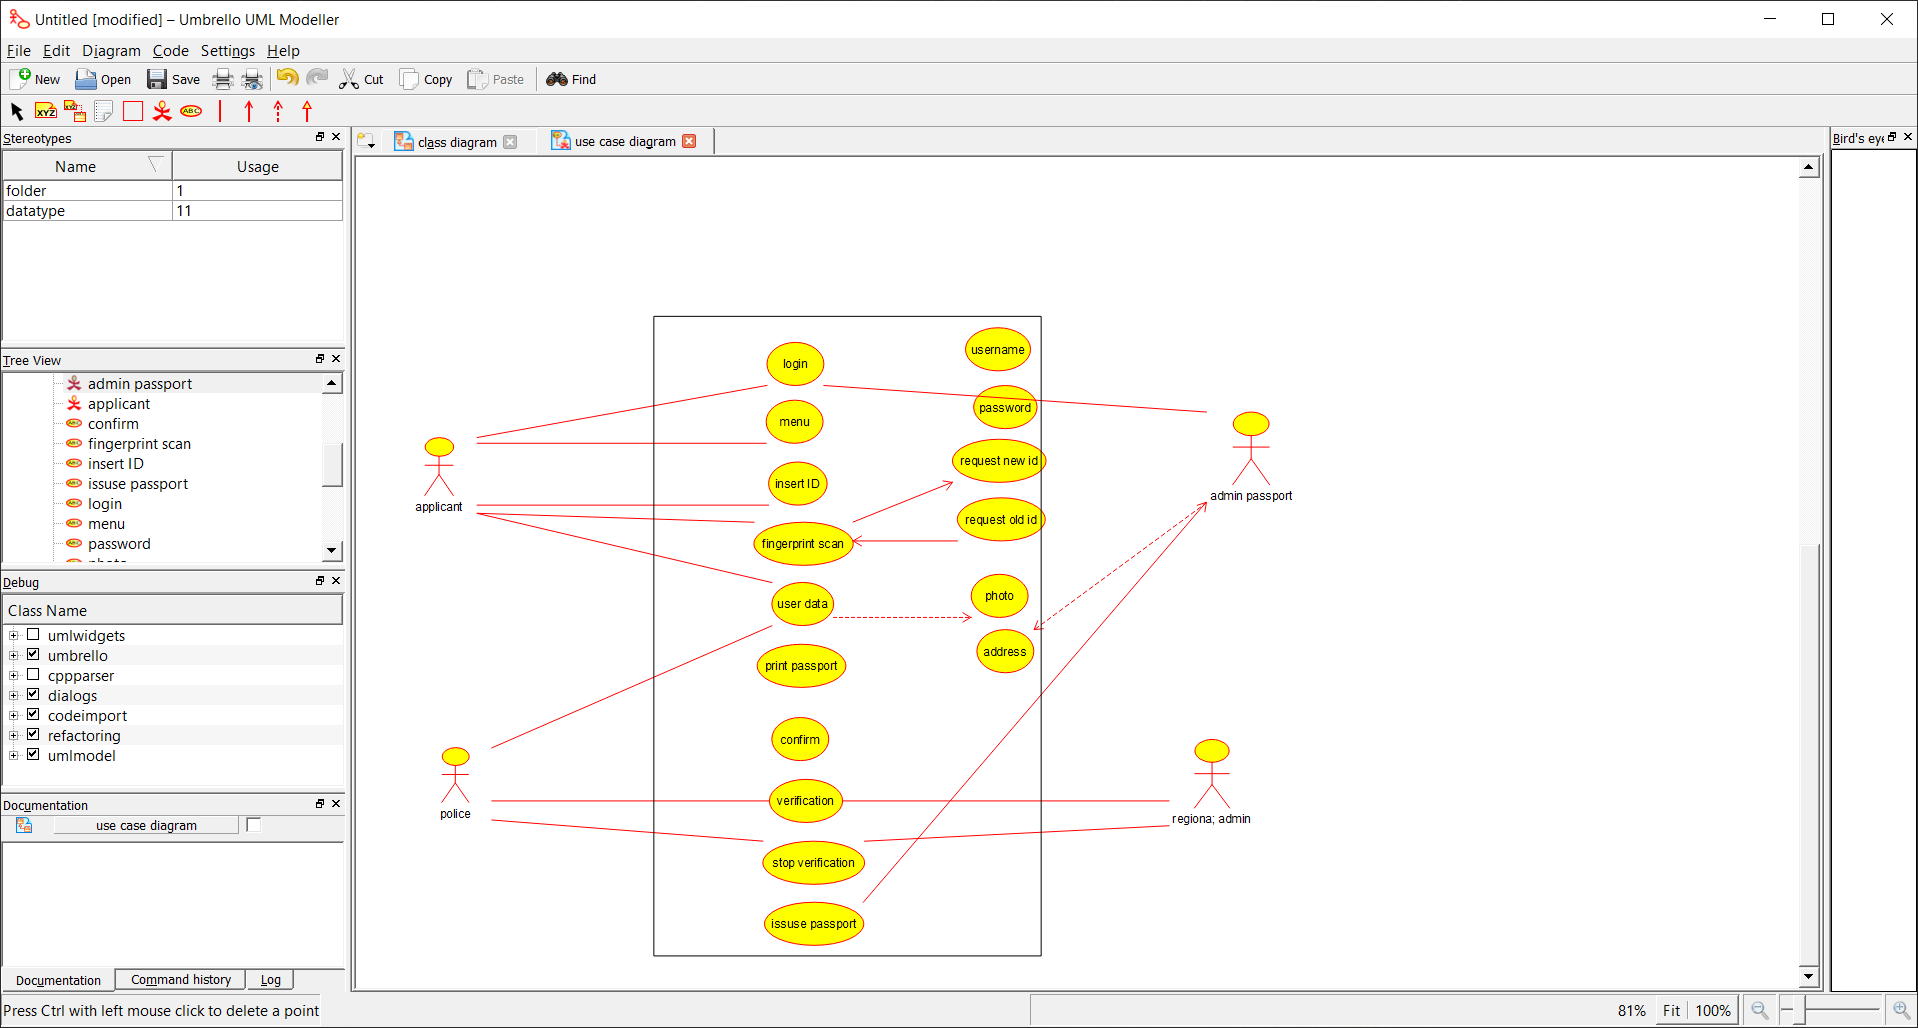 Untitled [modified] – Umbrello UML Modeller
File Edit Diagram Code Settings Help
New Open Save Cut Copy Paste Find
XYZ XYZ ABC
Stereotypes
Name Usage
folder 1
datatype 11
Tree View
admin passport
applicant
confirm
fingerprint scan
insert ID
issuse passport
login
menu
password
Debug
Class Name
umlwidgets
umbrello
cppparser
dialogs
codeimport
refactoring
umlmodel
Documentation
use case diagram
Documentation Command history Log
Press Ctrl with left mouse click to delete a point
class diagram use case diagram
Bird's eye
login
username
menu
password
insert ID
request new id
fingerprint scan
request old id
user data
photo
print passport
address
confirm
verification
stop verification
issuse passport
applicant
police
admin passport
regiona; admin
81% Fit 100%